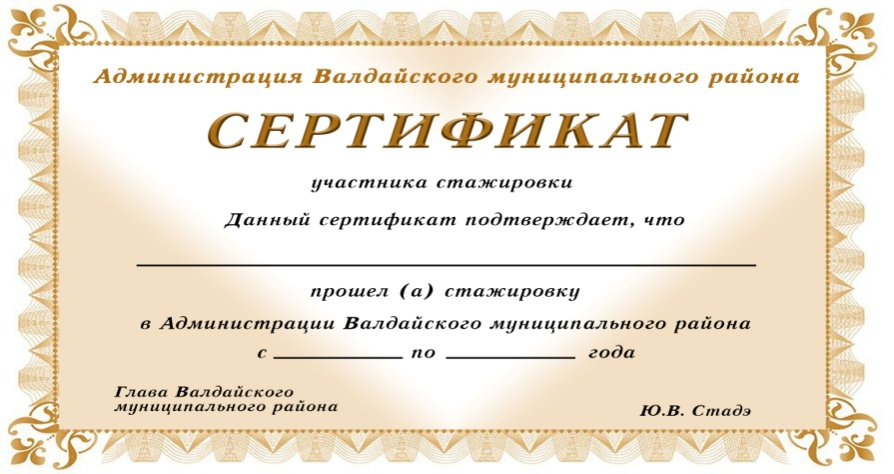 Администрация Валдайского муниципального района
СЕРТИФИКАТ
участника стажировки
Данный сертификат подтверждает, что
прошел (а) стажировку
в Администрации Валдайского муниципального района
с по года
Глава Валдайского
муниципального района
Ю.В. Стадэ